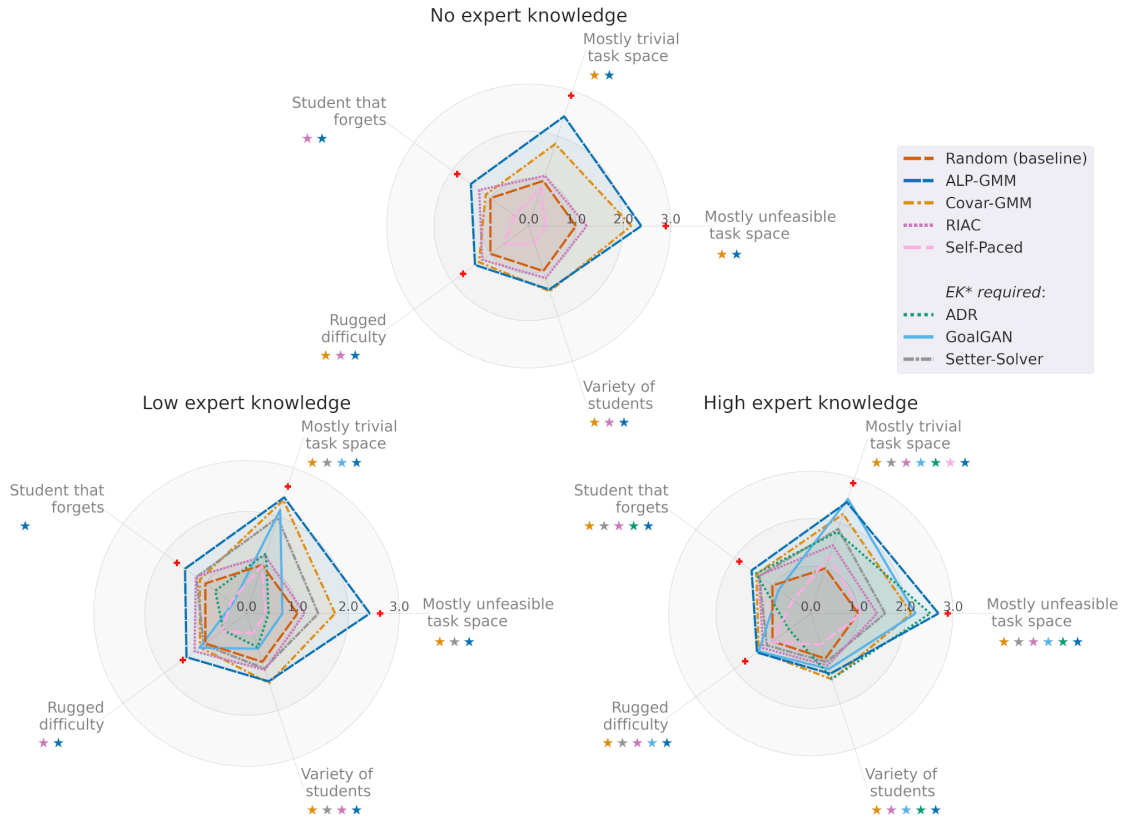 No expert knowledge
Mostly trivial
task space
★ ★
Student that
forgets
★ ★
0.0 1.0 2.0 3.0
Mostly unfeasible
task space
★ ★
Rugged
difficulty
★ ★ ★
Variety of
students
★ ★ ★
Random (baseline)
ALP-GMM
Covar-GMM
RIAC
Self-Paced
EK* required:
ADR
GoalGAN
Setter-Solver
Low expert knowledge
Mostly trivial
task space
★ ★ ★ ★
Student that
forgets
★
0.0 1.0 2.0 3.0
Mostly unfeasible
task space
★ ★ ★
Rugged
difficulty
★ ★
Variety of
students
★ ★ ★ ★
High expert knowledge
Mostly trivial
task space
★ ★ ★ ★ ★ ★ ★
Student that
forgets
★ ★ ★ ★ ★
0.0 1.0 2.0 3.0
Mostly unfeasible
task space
★ ★ ★ ★ ★ ★
Rugged
difficulty
★ ★ ★ ★ ★
Variety of
students
★ ★ ★ ★ ★